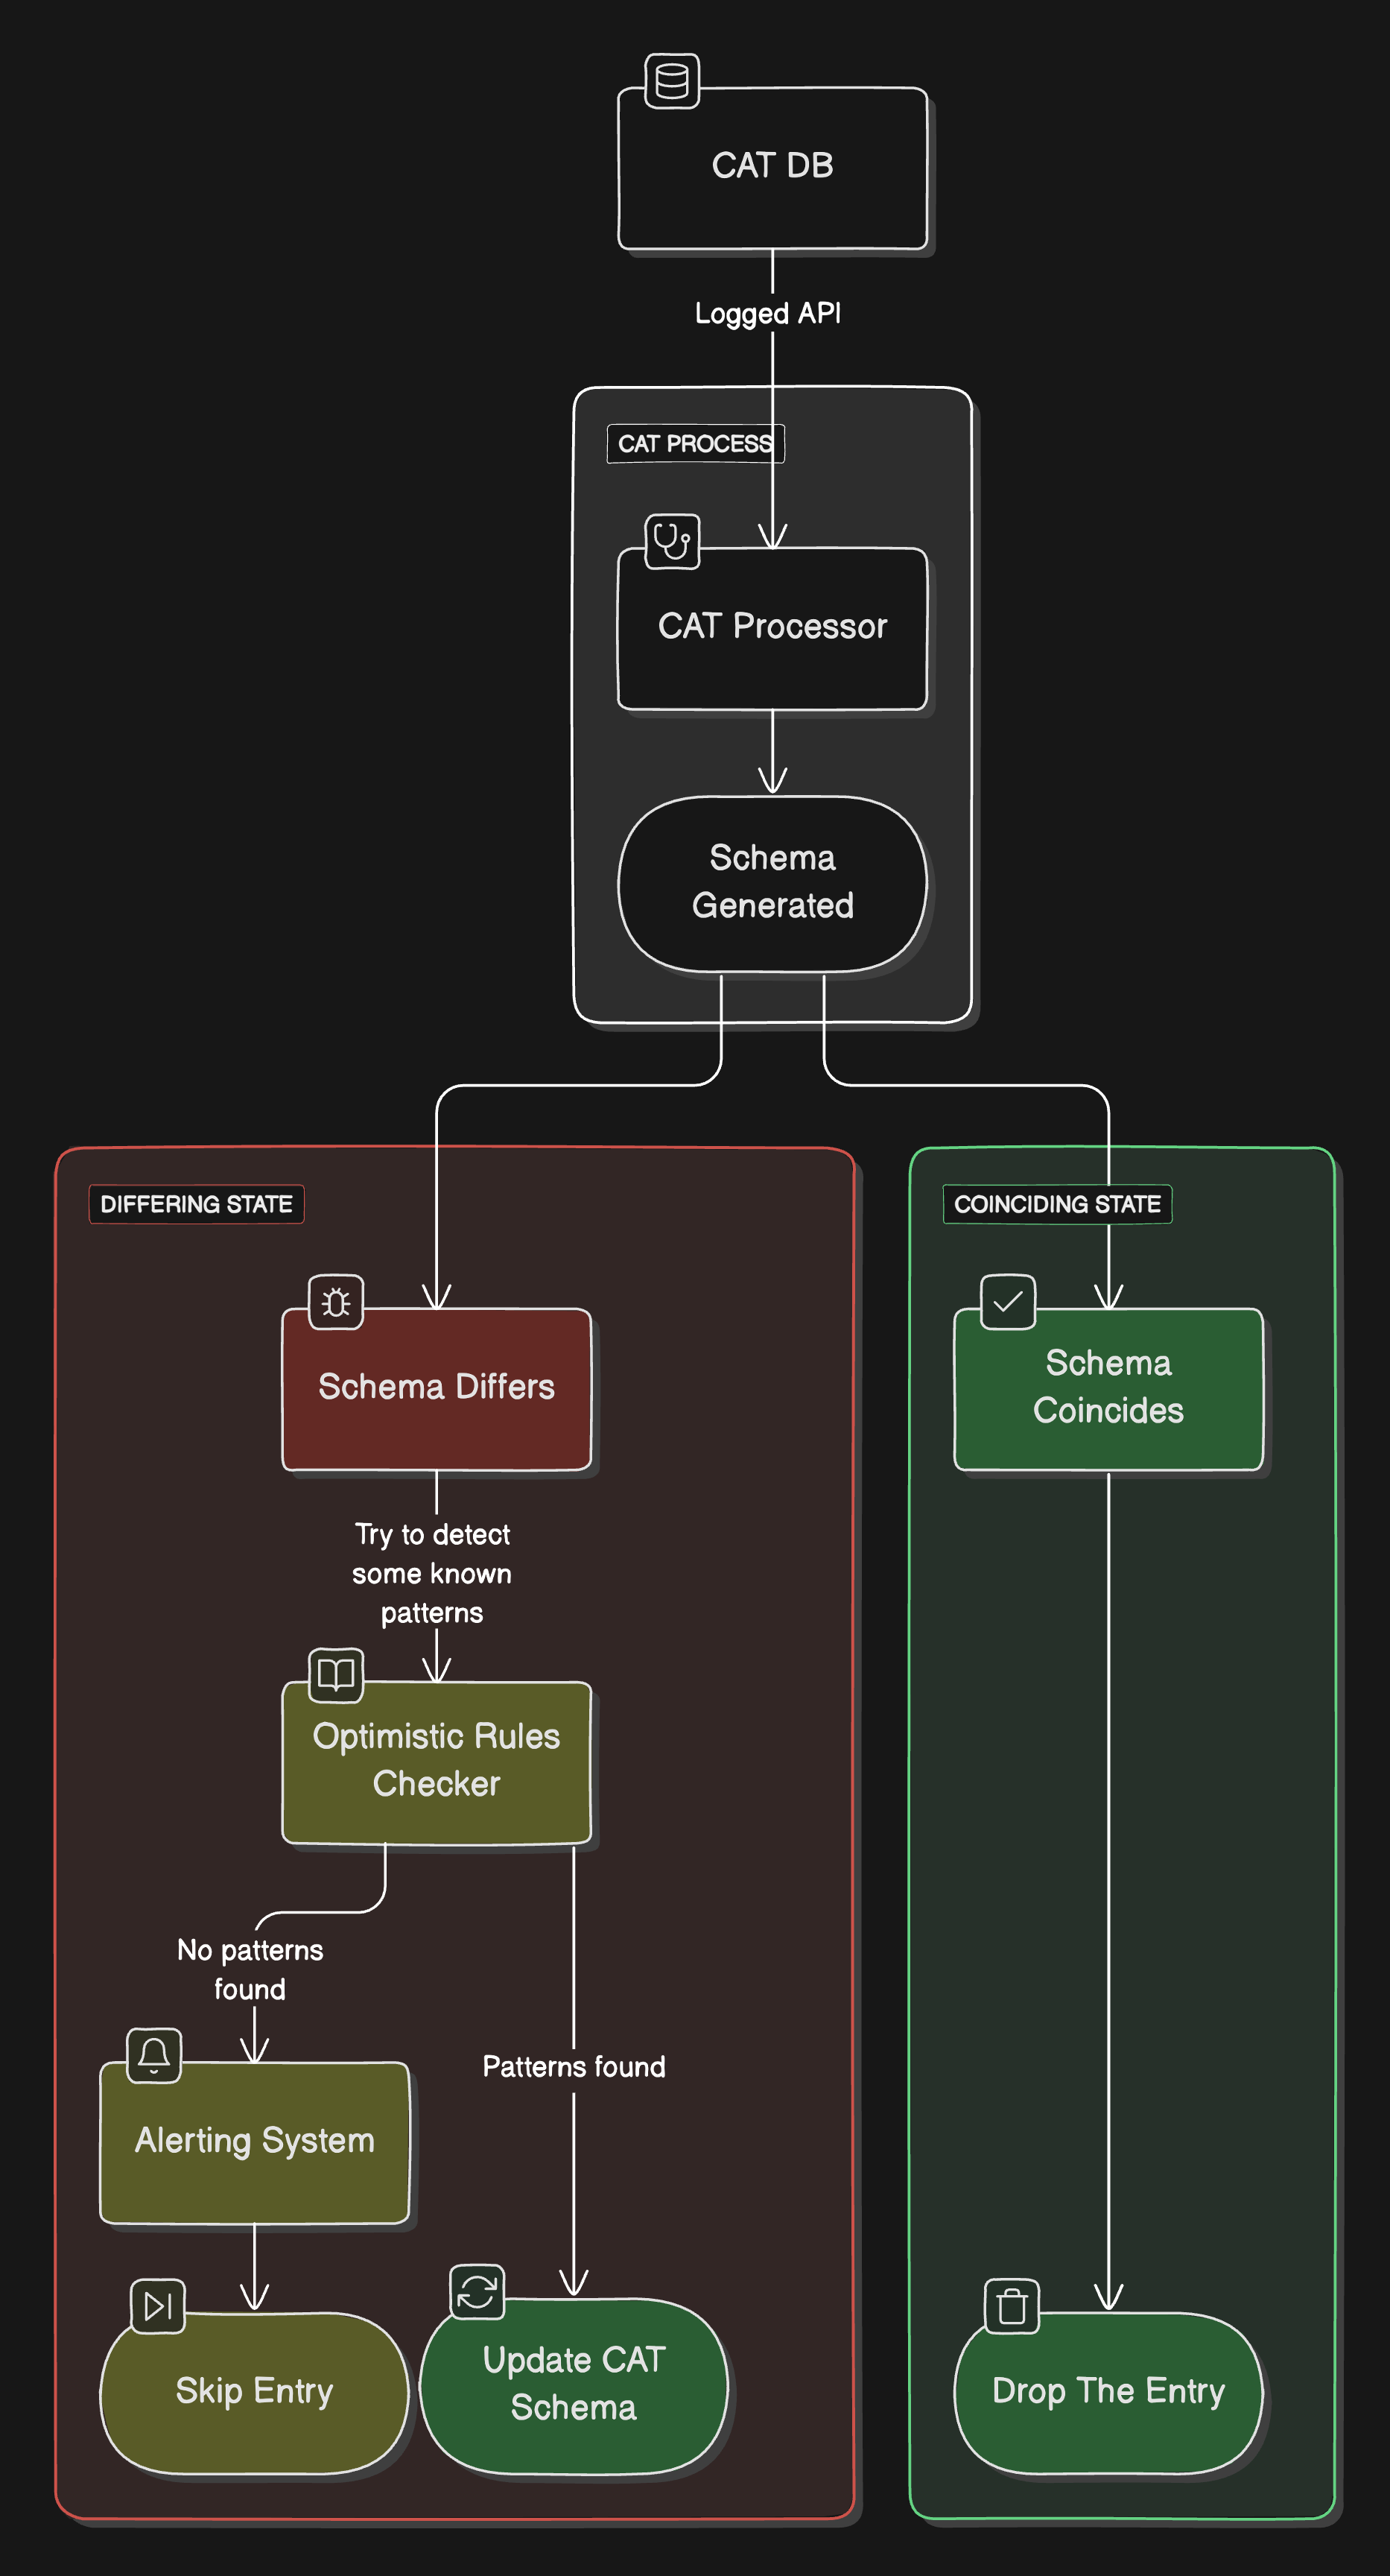 CAT DB
Logged API
CAT PROCESS
CAT Processor
Schema
Generated
DIFFERING STATE
COINCIDING STATE
Schema Differs
Schema
Coincides
Try to detect
some known
patterns
Optimistic Rules
Checker
No patterns
found
Patterns found
Alerting System
Skip Entry
Update CAT
Schema
Drop The Entry